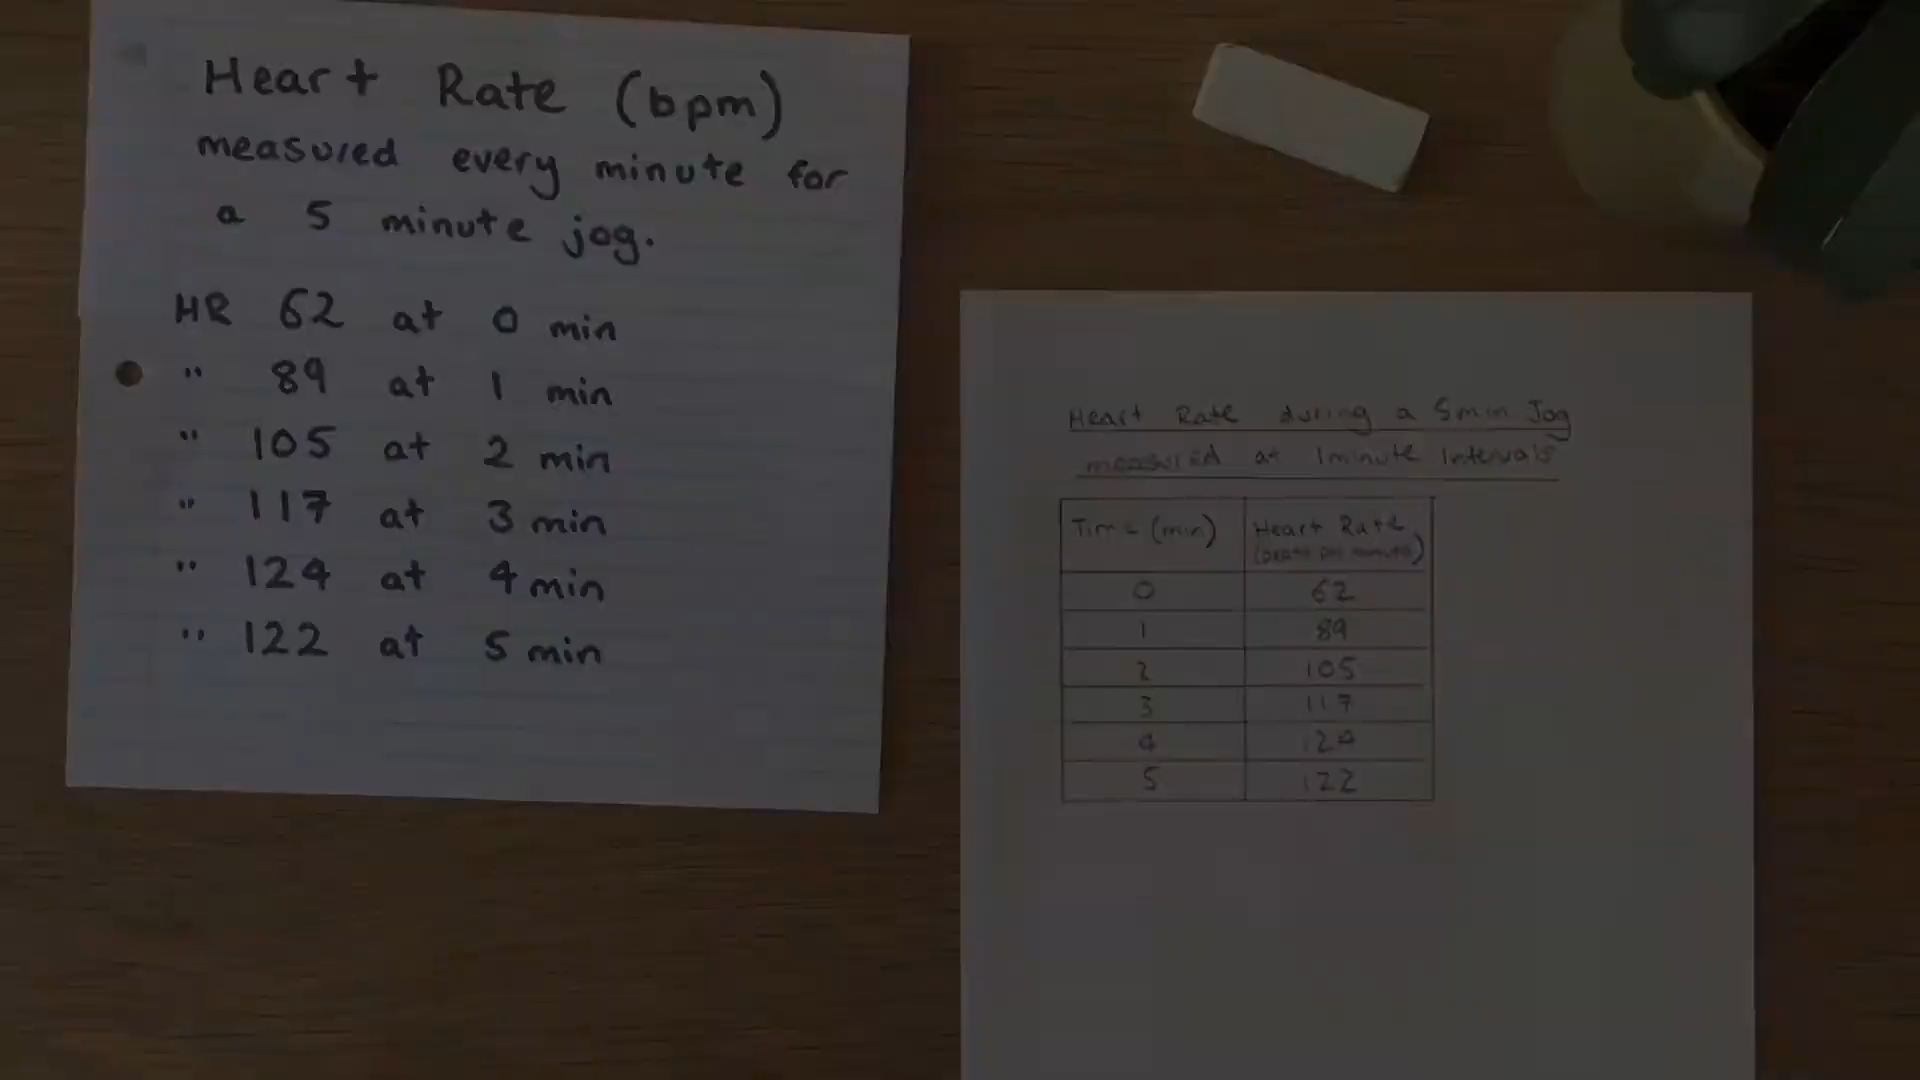 Heart Rate (bpm)
measured every minute for
a 5 minute jog.
HR 62 at 0 min
" 89 at 1 min
" 105 at 2 min
" 117 at 3 min
" 124 at 4 min
" 122 at 5 min
Heart Rate during a 5min Jog
measured at 1minute Intervals
Time (min) Heart Rate
(beats per minute)
0 62
1 89
2 105
3 117
4 124
5 122